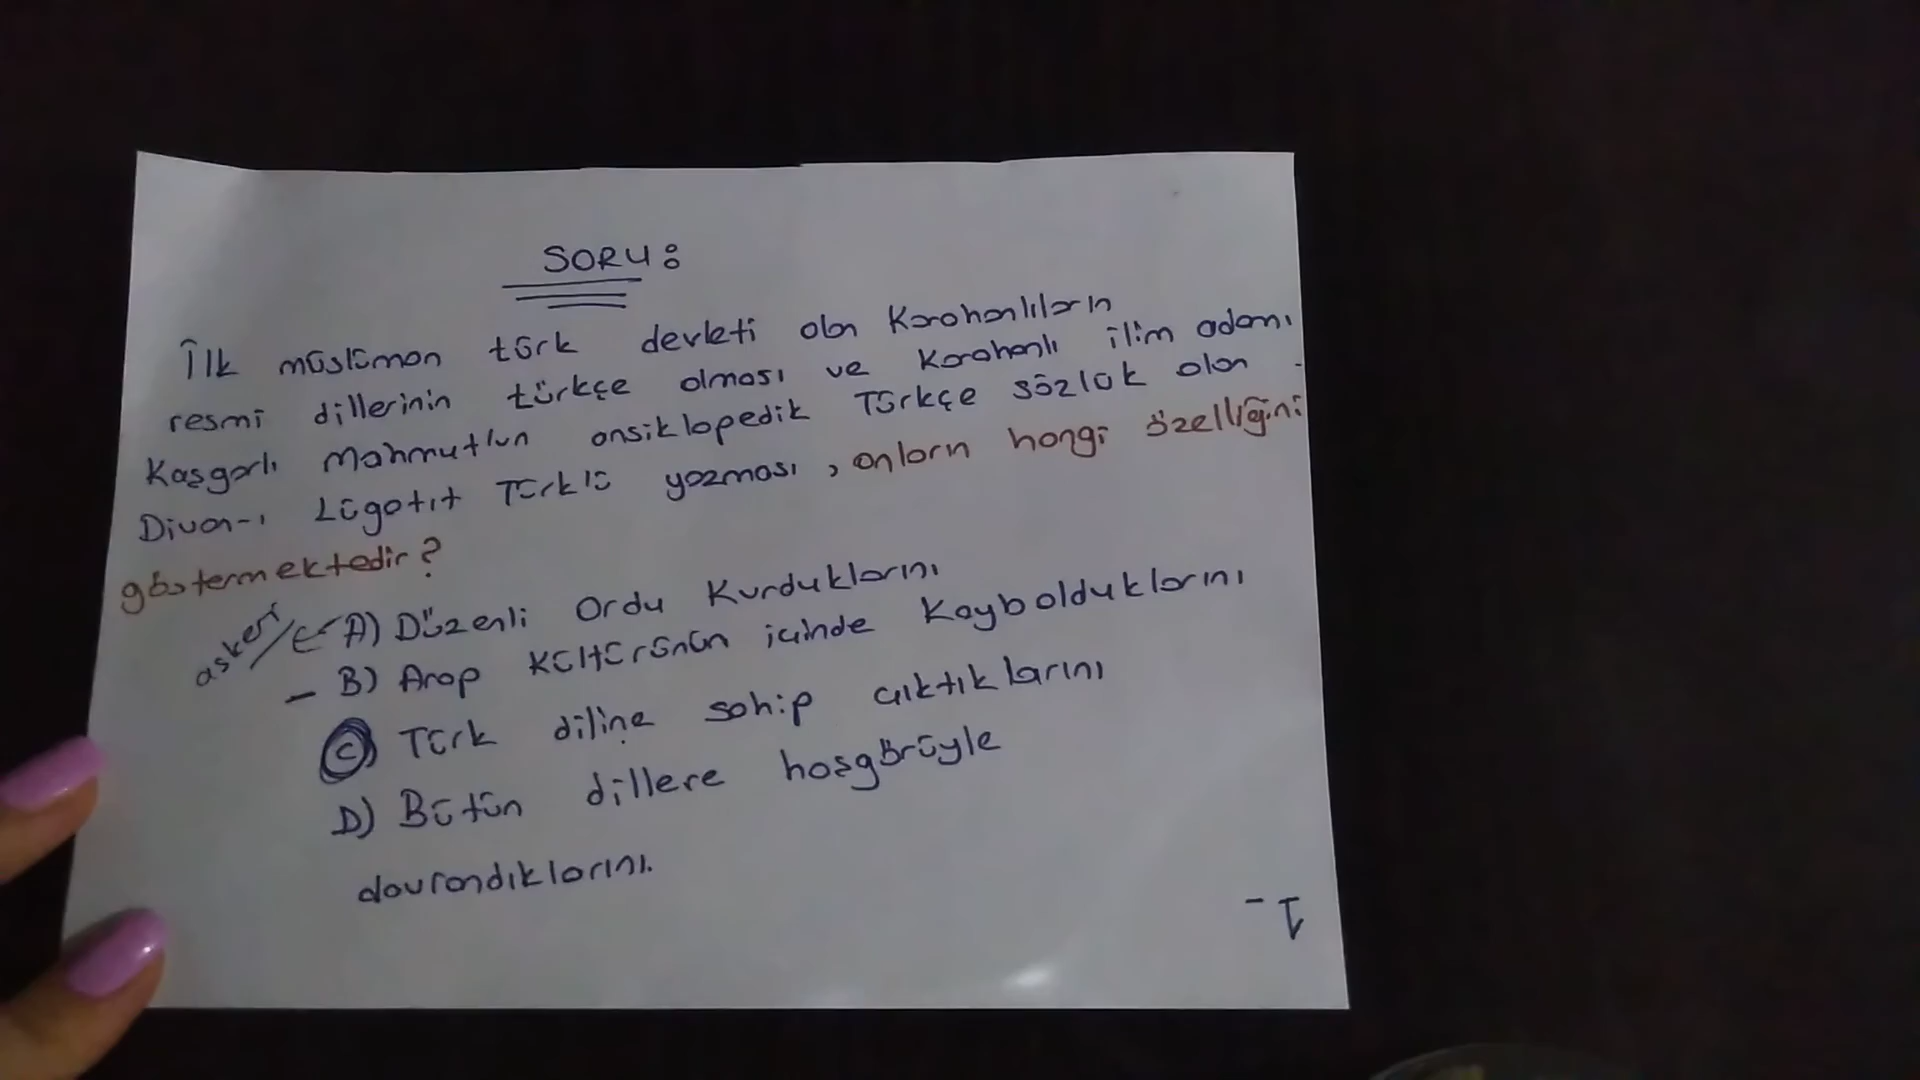 SORU:
İlk müslüman türk devleti olan Karahanlıların
resmi dillerinin türkçe olması ve Karahanlı ilim adamı
Kaşgarlı Mahmut'un ansiklopedik Türkçe sözlük olan
Divan-ı Lügatıt Türk'ü yazması, onların hangi özelliğini
göstermektedir?
askeri A) Düzenli Ordu Kurduklarını
- B) Arap Kültürünün içinde Kaybolduklarını
C) Türk diline sahip çıktıklarını
D) Bütün dillere hoşgörüyle
davrandıklarını.